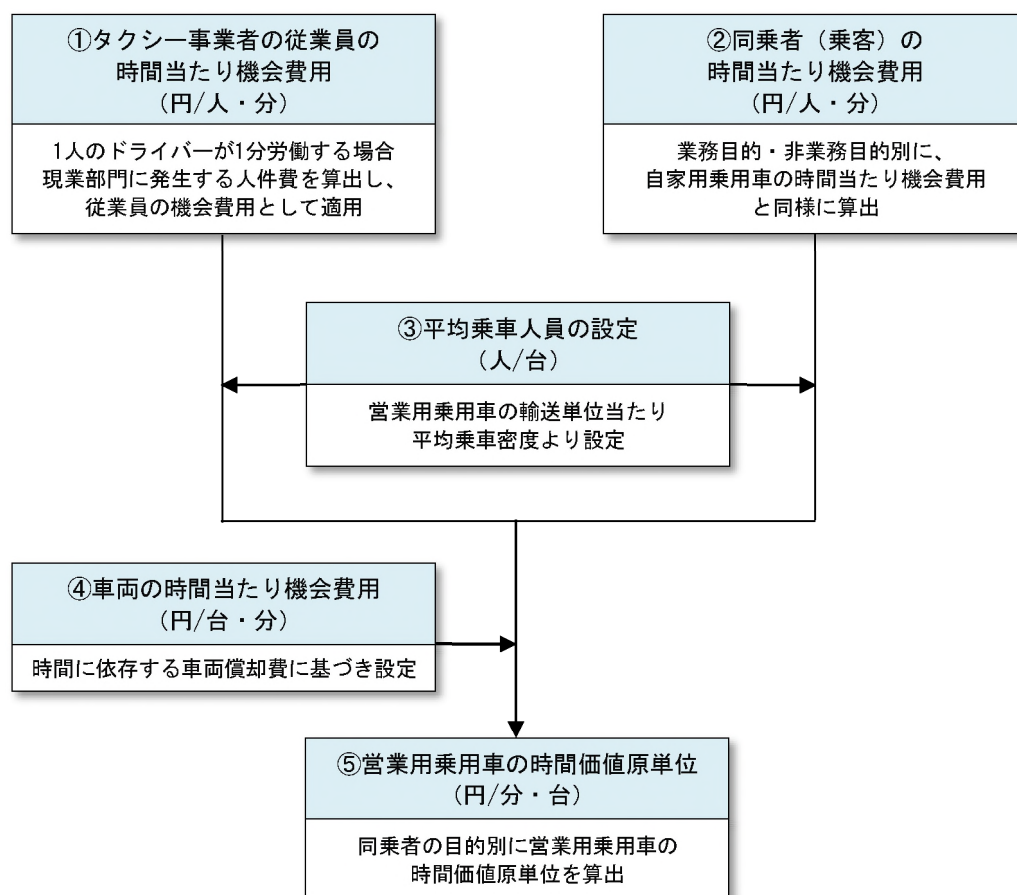 ①タクシー事業者の従業員の
時間当たり機会費用
（円/人・分）
1人のドライバーが1分労働する場合
現業部門に発生する人件費を算出し、
従業員の機会費用として適用
②同乗者（乗客）の
時間当たり機会費用
（円/人・分）
業務目的・非業務目的別に、
自家用乗用車の時間当たり機会費用
と同様に算出
③平均乗車人員の設定
（人/台）
営業用乗用車の輸送単位当たり
平均乗車密度より設定
④車両の時間当たり機会費用
（円/台・分）
時間に依存する車両償却費に基づき設定
⑤営業用乗用車の時間価値原単位
（円/分・台）
同乗者の目的別に営業用乗用車の
時間価値原単位を算出